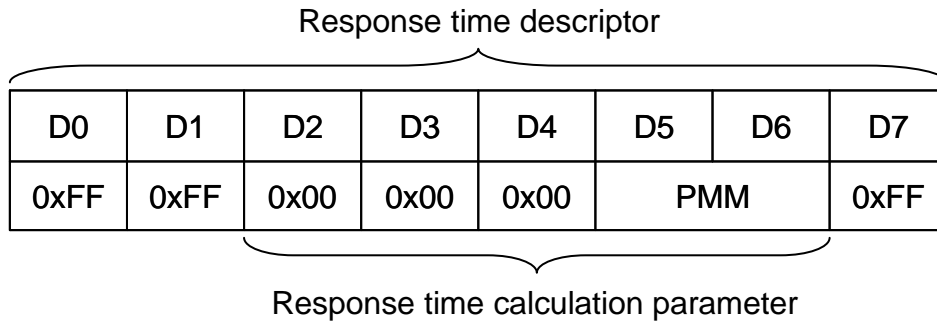 Response time descriptor
D0 D1 D2 D3 D4 D5 D6 D7
0xFF 0xFF 0x00 0x00 0x00 PMM 0xFF
Response time calculation parameter